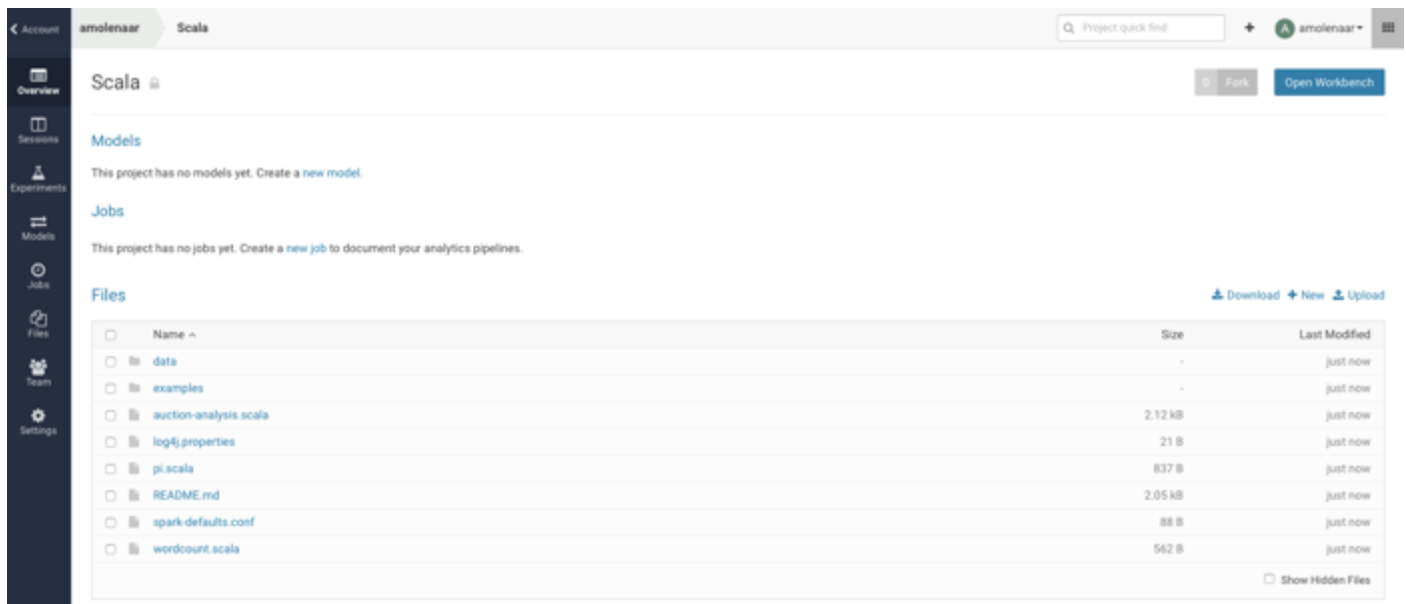 Account
amolenaar
Scala
Project quick find
A
amolenaar
Overview
Sessions
Experiments
Models
Jobs
Files
Team
Settings
Scala
0 Fork
Open Workbench
Models
This project has no models yet. Create a new model.
Jobs
This project has no jobs yet. Create a new job to document your analytics pipelines.
Files
Download New Upload
Name Size Last Modified
data - just now
examples - just now
auction-analysis.scala 2.12 kB just now
log4j.properties 21 B just now
pi.scala 837 B just now
README.md 2.05 kB just now
spark-defaults.conf 88 B just now
wordcount.scala 562 B just now
Show Hidden Files